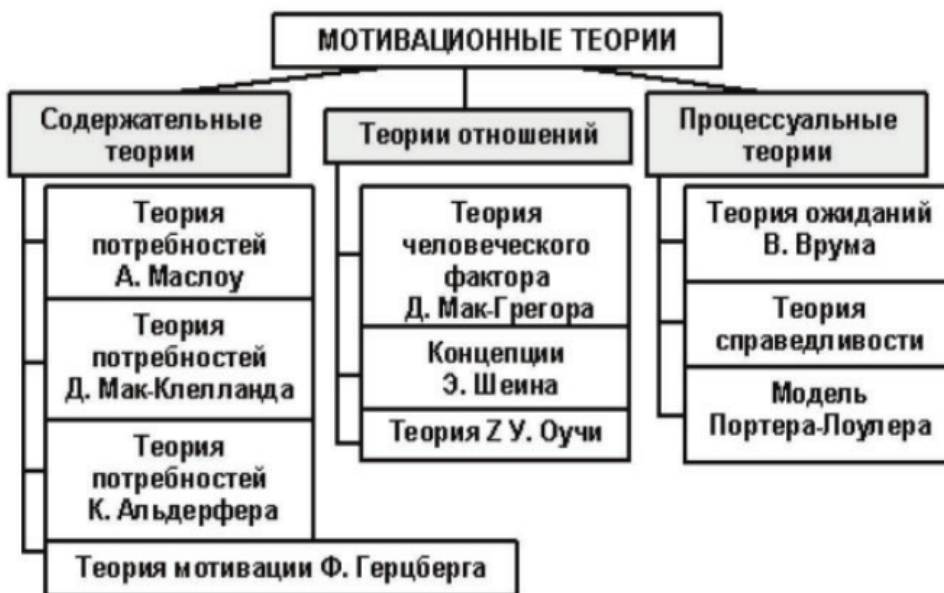 МОТИВАЦИОННЫЕ ТЕОРИИ
Содержательные
теории
Теория
потребностей
А. Маслоу
Теория
потребностей
Д. Мак-Клелланда
Теория
потребностей
К. Альдерфера
Теория мотивации Ф. Герцберга
Теории отношений
Теория
человеческого
фактора
Д. Мак-Грегора
Концепции
Э. Шеина
Теория Z У. Оучи
Процессуальные
теории
Теория ожиданий
В. Врума
Теория
справедливости
Модель
Портера-Лоулера